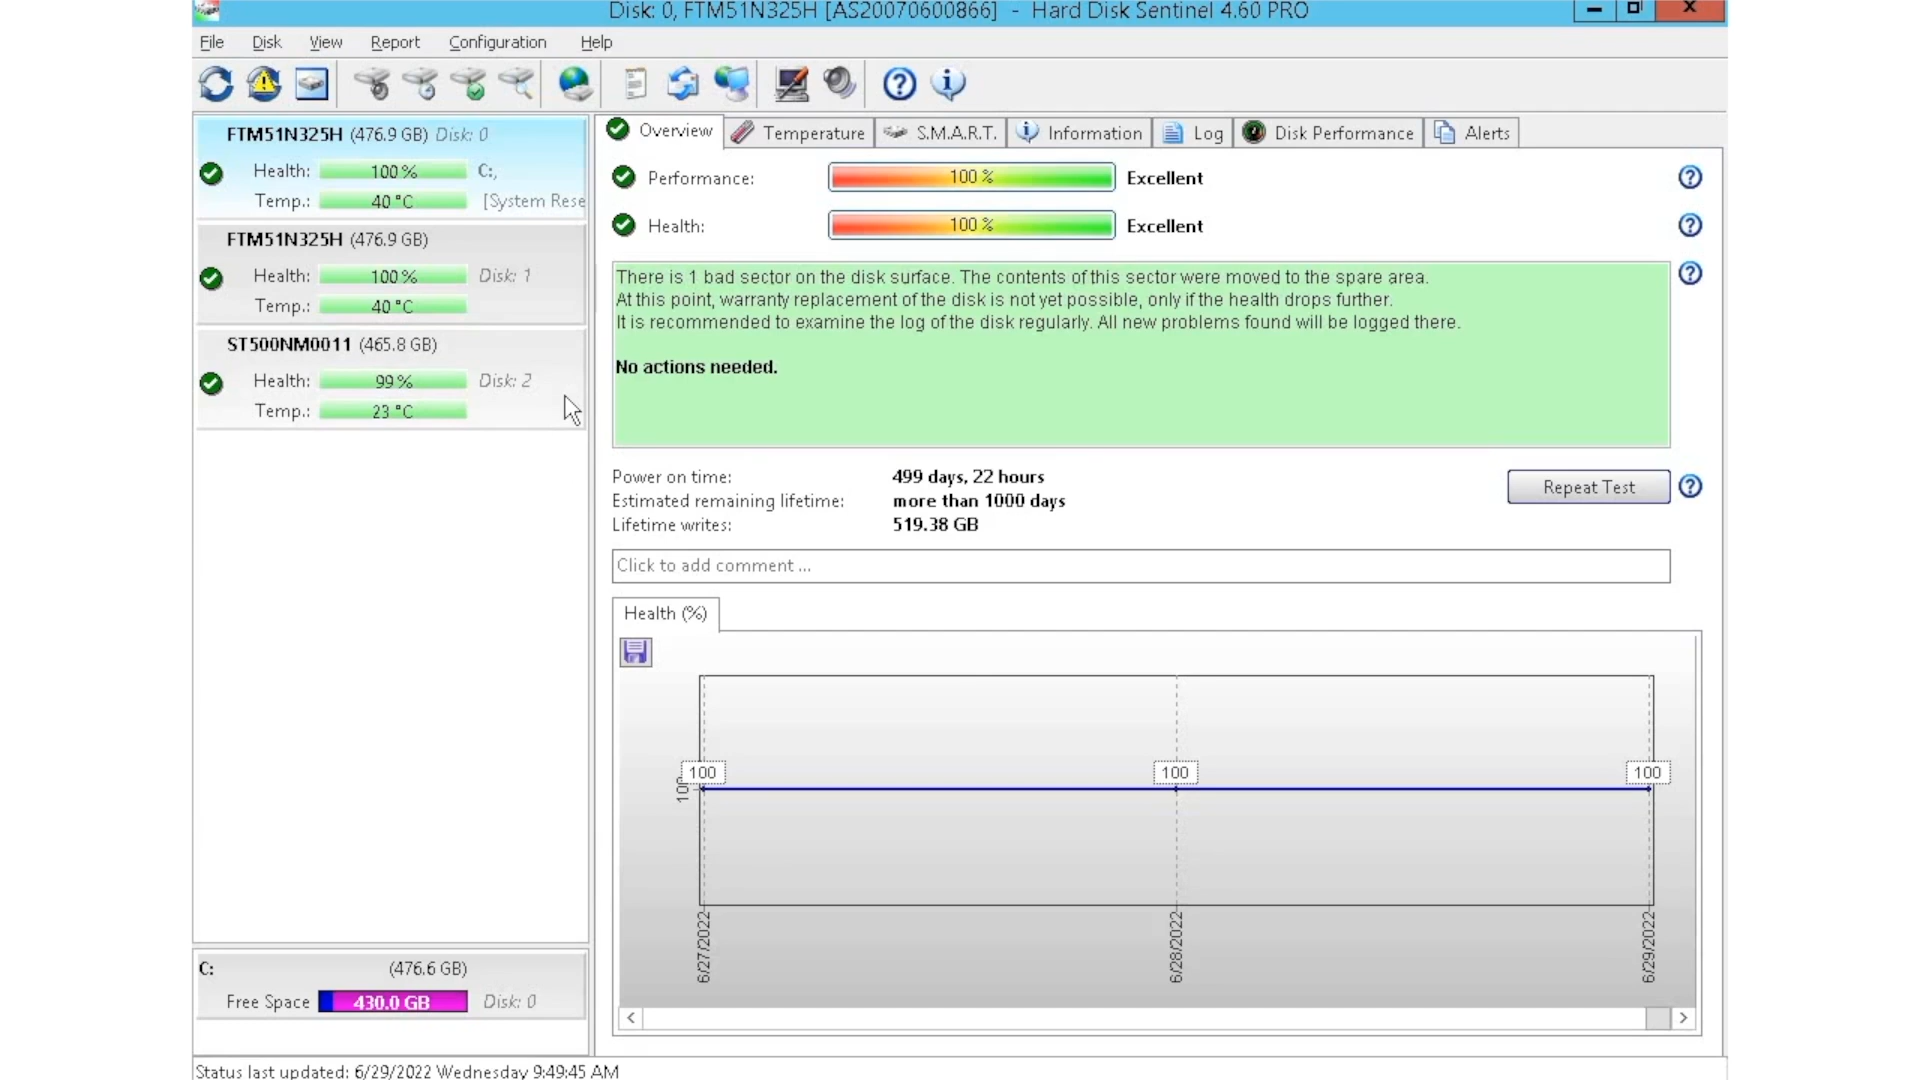 Disk: 0, FTM51N325H [AS20070600866] - Hard Disk Sentinel 4.60 PRO
File Disk View Report Configuration Help
FTM51N325H (476.9 GB) Disk: 0
Health: 100 % C:,
Temp.: 40 °C [System Rese
FTM51N325H (476.9 GB)
Health: 100 % Disk: 1
Temp.: 40 °C
ST500NM0011 (465.8 GB)
Health: 99 % Disk: 2
Temp.: 23 °C
C: (476.6 GB)
Free Space 430.0 GB Disk: 0
Overview Temperature S.M.A.R.T. Information Log Disk Performance Alerts
Performance: 100 % Excellent
Health: 100 % Excellent
There is 1 bad sector on the disk surface. The contents of this sector were moved to the spare area.
At this point, warranty replacement of the disk is not yet possible, only if the health drops further.
It is recommended to examine the log of the disk regularly. All new problems found will be logged there.
No actions needed.
Power on time: 499 days, 22 hours
Estimated remaining lifetime: more than 1000 days
Lifetime writes: 519.38 GB
Repeat Test
Click to add comment ...
Health (%)
100 100 100
100
6/27/2022 6/28/2022 6/29/2022
Status last updated: 6/29/2022 Wednesday 9:49:45 AM